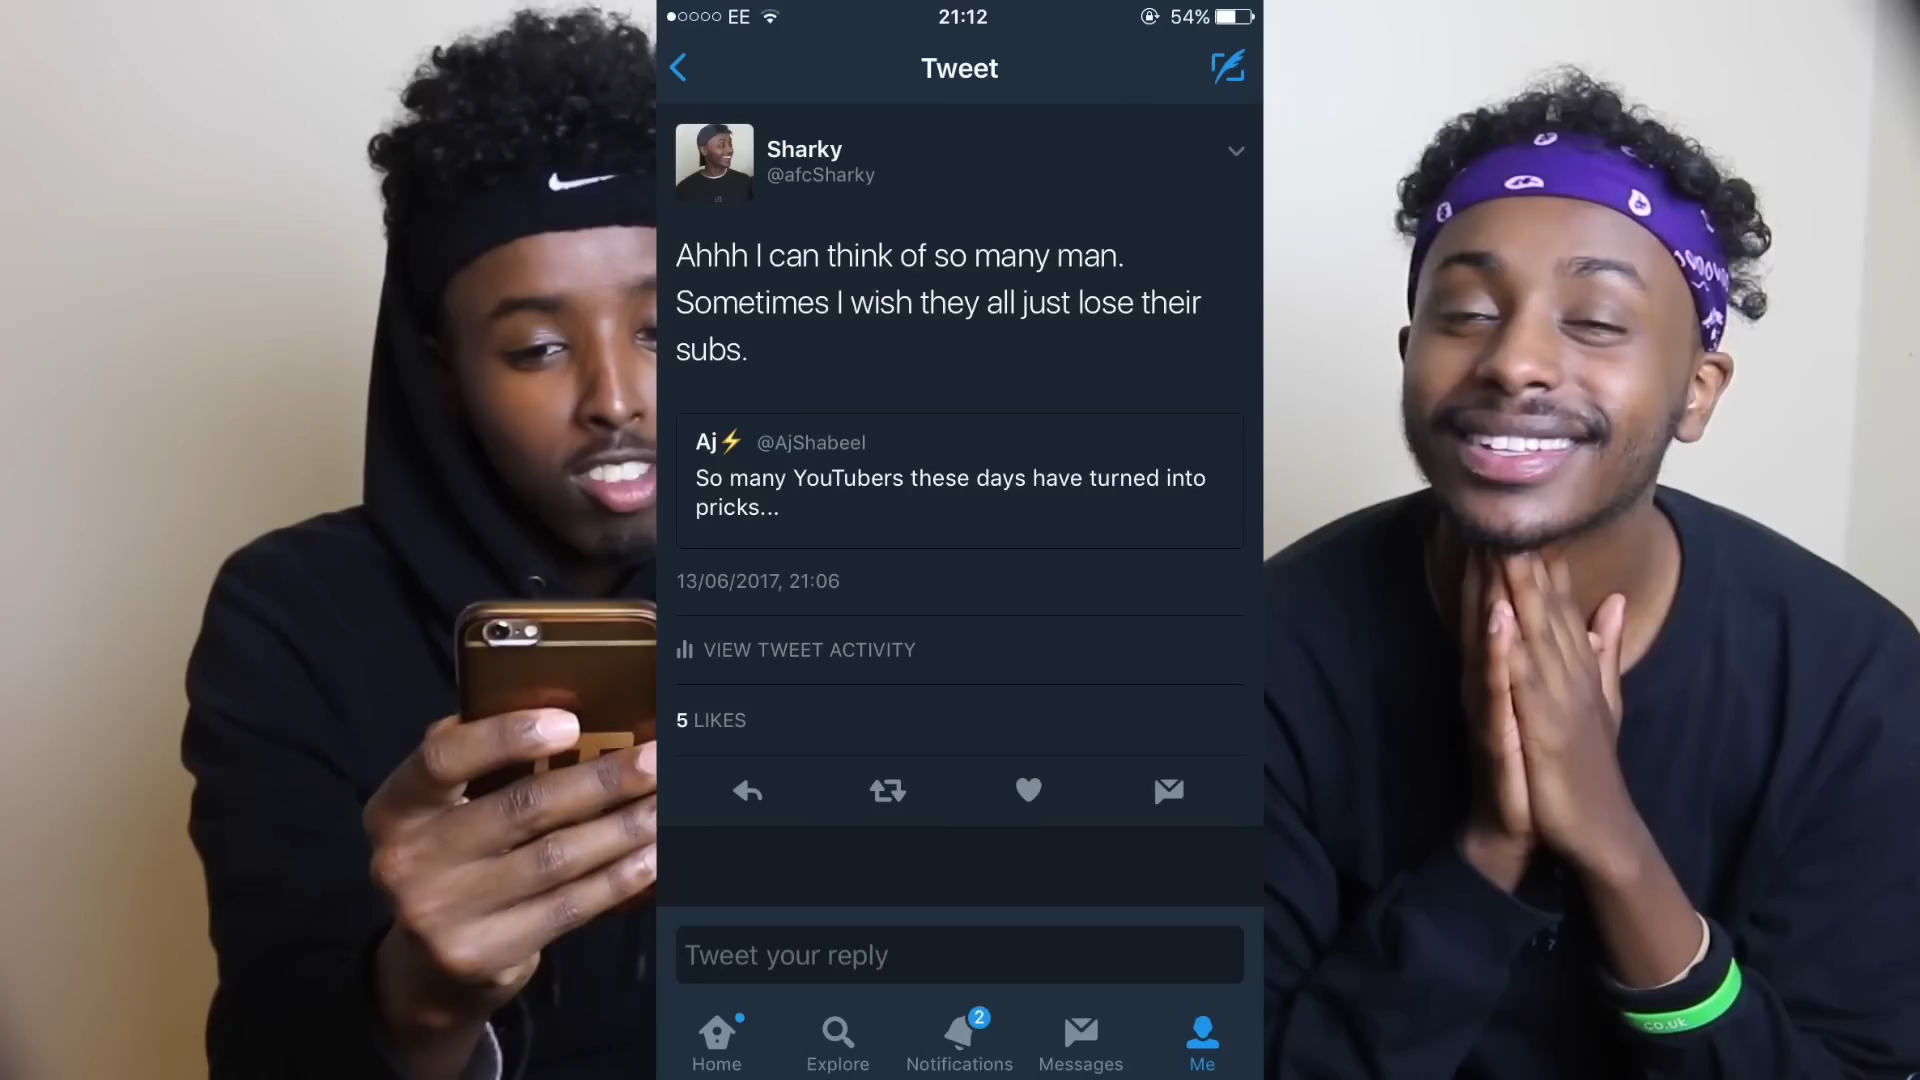 EE 21:12 54%
Tweet
Sharky
@afcSharky
Ahhh I can think of so many man.
Sometimes I wish they all just lose their
subs.
Aj⚡ @AjShabeel
So many YouTubers these days have turned into
pricks...
13/06/2017, 21:06
VIEW TWEET ACTIVITY
5 LIKES
Tweet your reply
2
Home Explore Notifications Messages Me
co.uk